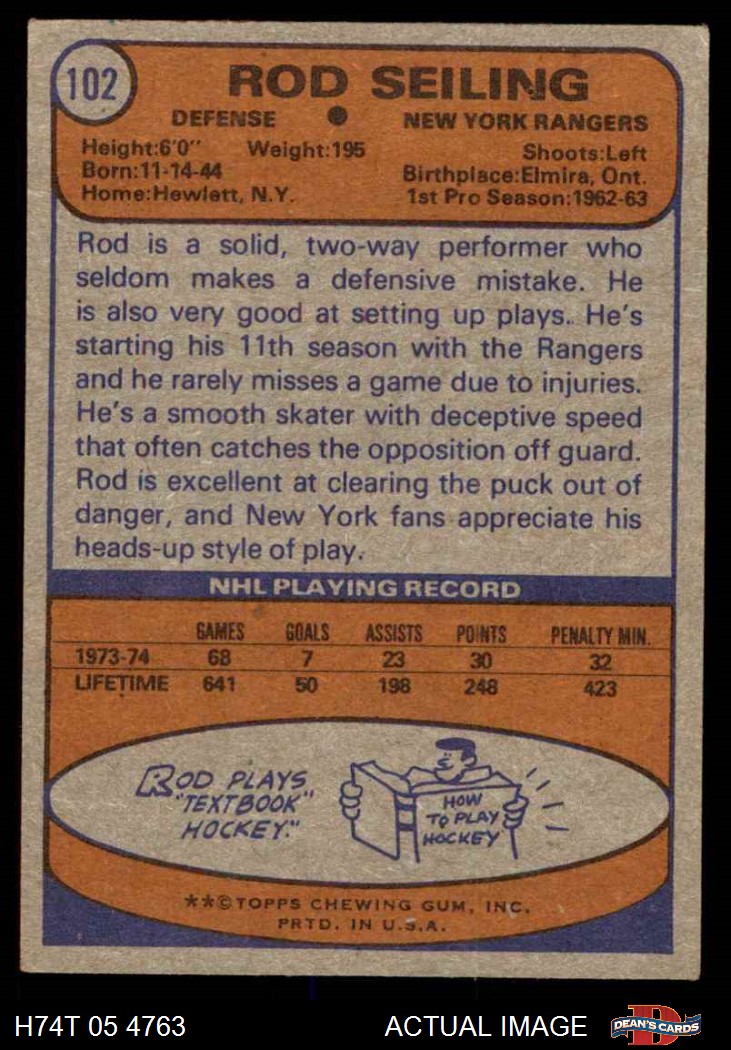 102
ROD SEILING
DEFENSE ● NEW YORK RANGERS
Height:6'0" Weight:195 Shoots:Left
Born:11-14-44 Birthplace:Elmira, Ont.
Home:Hewlett, N.Y. 1st Pro Season:1962-63
Rod is a solid, two-way performer who
seldom makes a defensive mistake. He
is also very good at setting up plays. He's
starting his 11th season with the Rangers
and he rarely misses a game due to injuries.
He's a smooth skater with deceptive speed
that often catches the opposition off guard.
Rod is excellent at clearing the puck out of
danger, and New York fans appreciate his
heads-up style of play.
NHL PLAYING RECORD
GAMES GOALS ASSISTS POINTS PENALTY MIN.
1973-74 68 7 23 30 32
LIFETIME 641 50 198 248 423
ROD PLAYS
"TEXTBOOK"
HOCKEY."
HOW
TO PLAY
HOCKEY
**©TOPPS CHEWING GUM, INC.
PRTD. IN U.S.A.
H74T 05 4763 ACTUAL IMAGE
D
DEAN'S CARDS